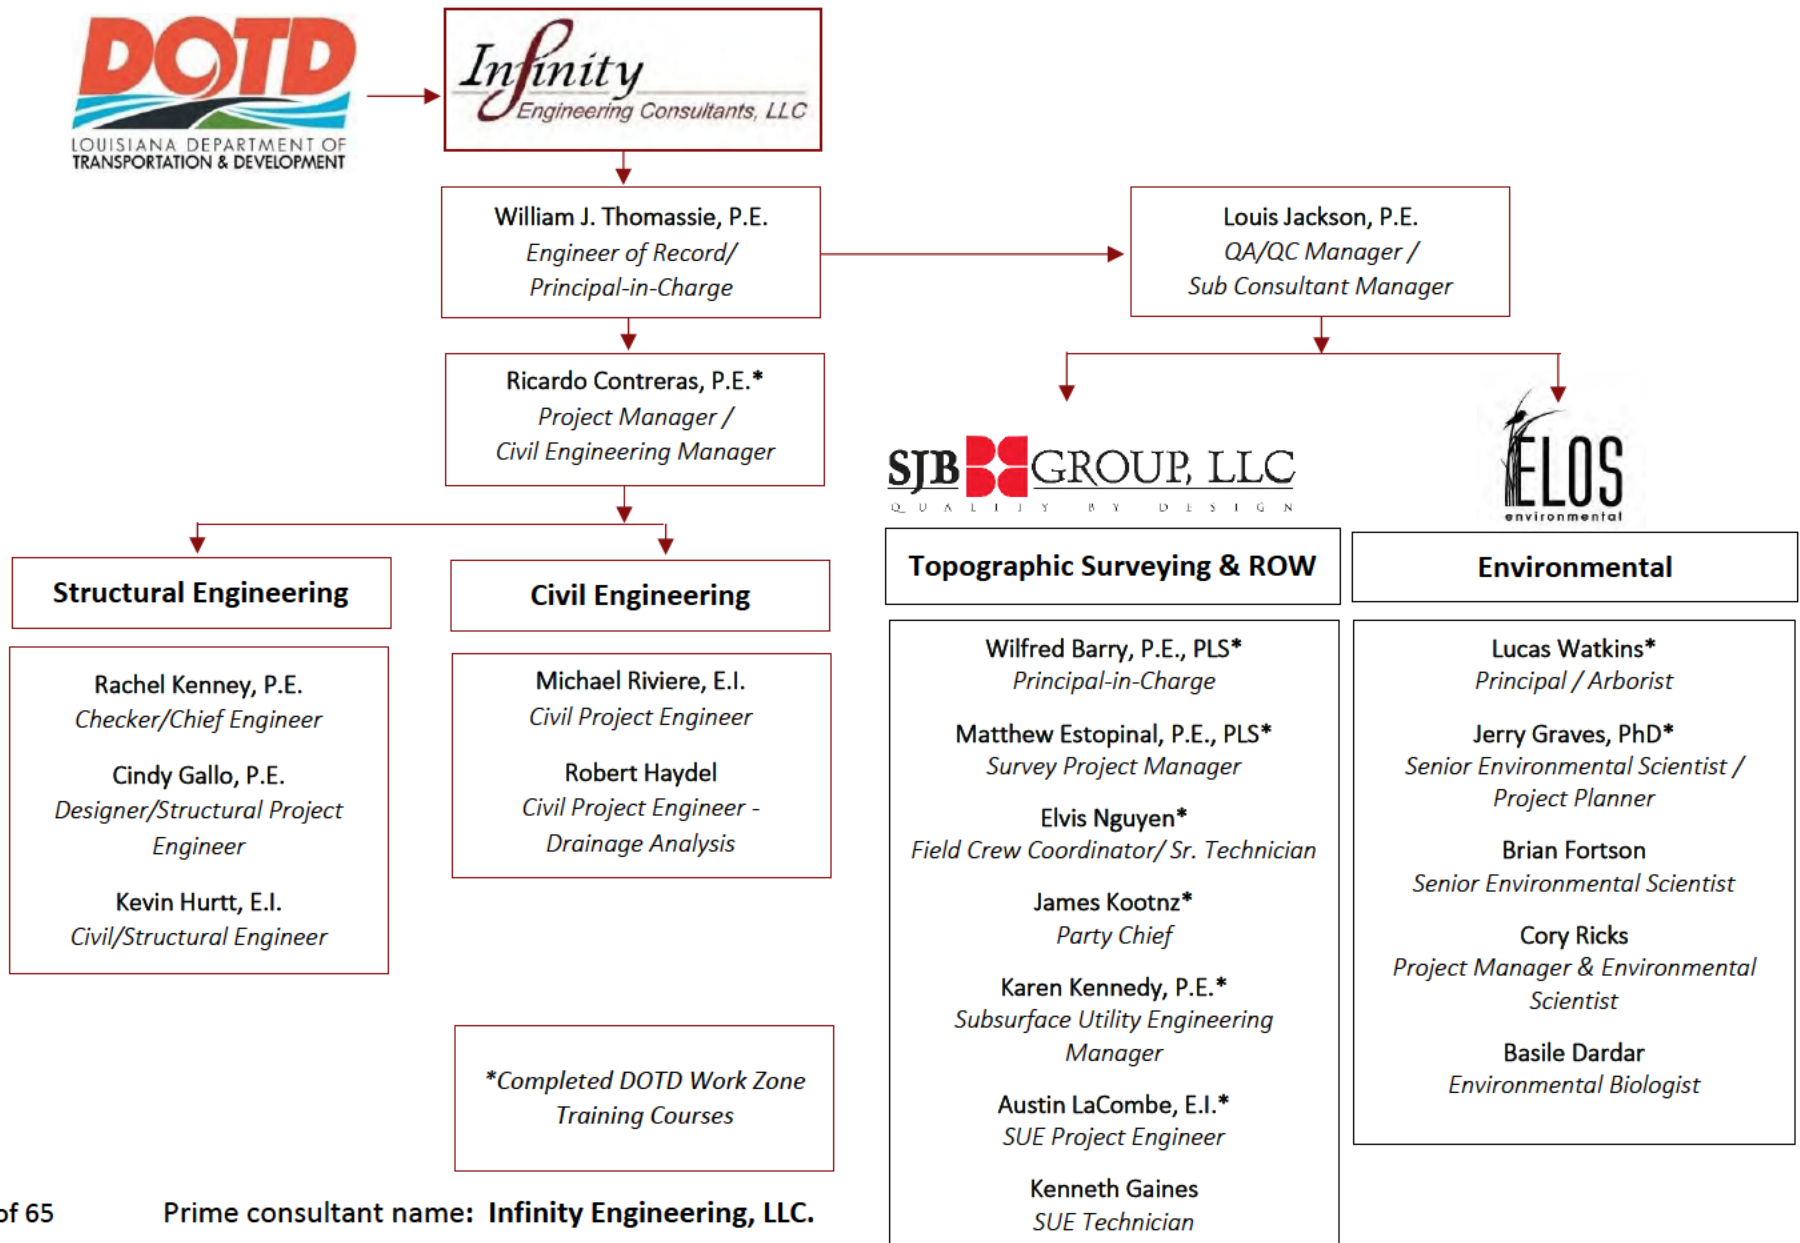 DOTD
LOUISIANA DEPARTMENT OF
TRANSPORTATION & DEVELOPMENT
Infinity
Engineering Consultants, LLC
William J. Thomassie, P.E.
Engineer of Record/
Principal-in-Charge
Louis Jackson, P.E.
QA/QC Manager /
Sub Consultant Manager
Ricardo Contreras, P.E.*
Project Manager /
Civil Engineering Manager
SJB GROUP, LLC
QUALITY BY DESIGN
ELOS
environmental
Structural Engineering
Rachel Kenney, P.E.
Checker/Chief Engineer
Cindy Gallo, P.E.
Designer/Structural Project
Engineer
Kevin Hurtt, E.I.
Civil/Structural Engineer
Civil Engineering
Michael Riviere, E.I.
Civil Project Engineer
Robert Haydel
Civil Project Engineer -
Drainage Analysis
*Completed DOTD Work Zone
Training Courses
Topographic Surveying & ROW
Wilfred Barry, P.E., PLS*
Principal-in-Charge
Matthew Estopinal, P.E., PLS*
Survey Project Manager
Elvis Nguyen*
Field Crew Coordinator/ Sr. Technician
James Kootnz*
Party Chief
Karen Kennedy, P.E.*
Subsurface Utility Engineering
Manager
Austin LaCombe, E.I.*
SUE Project Engineer
Kenneth Gaines
SUE Technician
Environmental
Lucas Watkins*
Principal / Arborist
Jerry Graves, PhD*
Senior Environmental Scientist /
Project Planner
Brian Fortson
Senior Environmental Scientist
Cory Ricks
Project Manager & Environmental
Scientist
Basile Dardar
Environmental Biologist
of 65
Prime consultant name: Infinity Engineering, LLC.